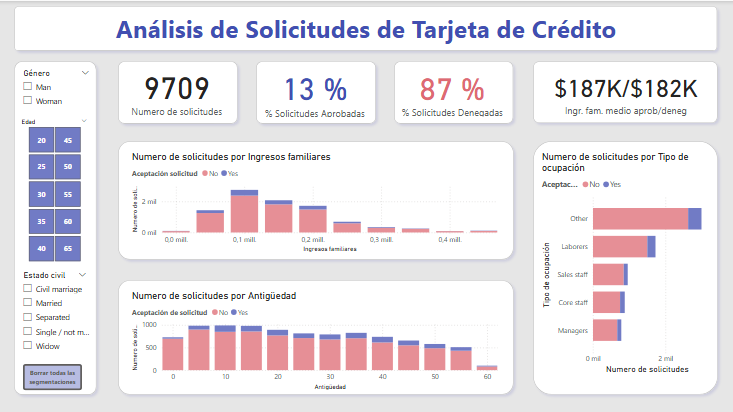 Análisis de Solicitudes de Tarjeta de Crédito
Género
Man
Woman
Edad
20 45
25 50
30 55
35 60
40 65
Estado civil
Civil marriage
Married
Separated
Single / not m...
Widow
Borrar todas las
segmentaciones
9709
Numero de solicitudes
13 %
% Solicitudes Aprobadas
87 %
% Solicitudes Denegadas
$187K/$182K
Ingr. fam. medio aprob/deneg
Numero de solicitudes por Ingresos familiares
Aceptación solicitud No Yes
Numero de soli...
2 mil
0 mil
0,0 mill. 0,1 mill. 0,2 mill. 0,3 mill. 0,4 mill.
Ingresos familiares
Numero de solicitudes por Antigüedad
Aceptación de solicitud No Yes
Numero de soli...
1000
500
0
0 10 20 30 40 50 60
Antigüedad
Numero de solicitudes por Tipo de
ocupación
Aceptac... No Yes
Tipo de ocupación
Other
Laborers
Sales staff
Core staff
Managers
0 mil 2 mil
Numero de solicitudes